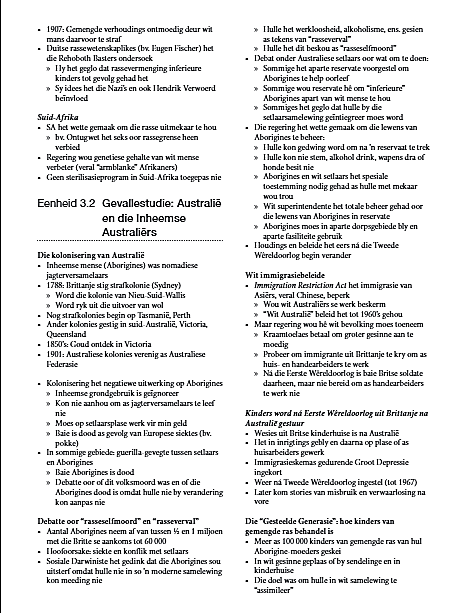 • 1907: Gemengde verhoudings ontmoedig deur wit
mans daarvoor te straf
• Duitse rassewetenskaplikes (bv. Eugen Fischer) het
die Rehoboth Basters ondersoek
» Hy het geglo dat rassevermenging inferieure
kinders tot gevolg gehad het
» Sy idees het die Nazi's en ook Hendrik Verwoerd
beïnvloed
Suid-Afrika
• SA het wette gemaak om die rasse uitmekaar te hou
» bv. Ontugwet het seks oor rassegrense heen
verbied
• Regering wou genetiese gehalte van wit mense
verbeter (veral "armblanke" Afrikaners)
• Geen sterilisasieprogram in Suid-Afrika toegepas nie
Eenheid 3.2 Gevallestudie: Australië
en die Inheemse
Australiërs
Die kolonisering van Australië
• Inheemse mense (Aborigines) was nomadiese
jagterversamelaars
• 1788: Brittanje stig strafkolonie (Sydney)
» Word die kolonie van Nieu-Suid-Wallis
» Word ryk uit die uitvoer van wol
• Nog strafkolonies begin op Tasmanië, Perth
• Ander kolonies gestig in suid-Australië, Victoria,
Queensland
• 1850's: Goud ontdek in Victoria
• 1901: Australiese kolonies verenig as Australiese
Federasie
• Kolonisering het negatiewe uitwerking op Aborigines
» Inheemse grondgebruik is geïgnoreer
» Kon nie aanhou om as jagterversamelaars te leef
nie
» Moes op setlaarsplase werk vir min geld
» Baie is dood as gevolg van Europese siektes (bv.
pokke)
• In sommige gebiede: guerilla-gevegte tussen setlaars
en Aborigines
» Baie Aborigines is dood
» Debatte oor of dit volksmoord was en of die
Aborigines dood is omdat hulle nie by verandering
kon aanpas nie
Debatte oor "rasseselfmoord" en "rasseverval"
• Aantal Aborigines neem af van tussen ½ en 1 miljoen
met die Britte se aankoms tot 60 000
• Hooforsake: siekte en konflik met setlaars
• Sosiale Darwiniste het gedink dat die Aborigines sou
uitsterf omdat hulle nie in so 'n moderne samelewing
kon meeding nie
» Hulle het werkloosheid, alkoholisme, ens. gesien
as tekens van "rasseverval"
» Hulle het dit beskou as "rasseselfmoord"
• Debat onder Australiese setlaars oor wat om te doen:
» Sommige het aparte reservate voorgestel om
Aborigines te help oorleef
» Sommige wou reservate hê om "inferieure"
Aborigines apart van wit mense te hou
» Sommiges het geglo dat hulle by die
setlaarsamelewing geïntegreer moes word
• Die regering het wette gemaak om die lewens van
Aborigines te beheer:
» Hulle kon gedwing word om na 'n reservaat te trek
» Hulle kon nie stem, alkohol drink, wapens dra of
honde besit nie
» Aborigines en wit setlaars het spesiale
toestemming nodig gehad as hulle met mekaar
wou trou
» Wit superintendente het totale beheer gehad oor
die lewens van Aborigines in reservate
» Aborigines moes in aparte dorpsgebiede bly en
aparte fasiliteite gebruik
• Houdings en beleide het eers ná die Tweede
Wêreldoorlog begin verander
Wit immigrasiebeleide
• Immigration Restriction Act het immigrasie van
Asiërs, veral Chinese, beperk
» Wou wit Australiërs se werk beskerm
» "Wit Australië" beleid het tot 1960's gehou
• Maar regering wou hê wit bevolking moes toeneem
» Kraamtoelaes betaal om groter gesinne aan te
moedig
» Probeer om immigrante uit Brittanje te kry om as
huis- en handearbeiders te werk
» Ná die Eerste Wêreldoorlog is baie Britse soldate
daarheen, maar nie bereid om as handearbeiders
te werk nie
Kinders word ná Eerste Wêreldoorlog uit Brittanje na
Australië gestuur
• Wesies uit Britse kinderhuise is na Australië
• Het in inrigtings gebly en daarna op plase of as
huisarbeiders gewerk
• Immigrasieskemas gedurende Groot Depressie
ingekort
• Weer ná Tweede Wêreldoorlog ingestel (tot 1967)
• Later kom stories van misbruik en verwaarlosing na
vore
Die "Gesteelde Generasie": hoe kinders van
gemengde ras behandel is
• Meer as 100 000 kinders van gemengde ras van hul
Aborigine-moeders geskei
• In wit gesinne geplaas of by sendelinge en in
kinderhuise
• Die doel was om hulle in wit samelewing te
"assimileer"